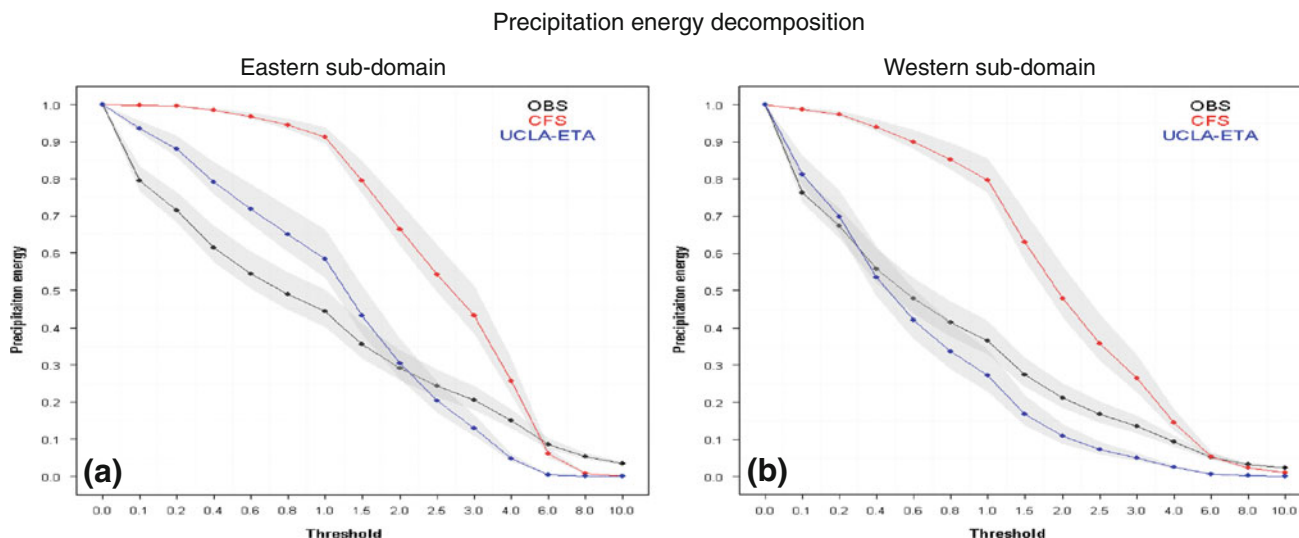 Precipitation energy decomposition
Eastern sub-domain
OBS
CFS
UCLA-ETA
1.0
0.9
0.8
0.7
0.6
0.5
0.4
0.3
0.2
0.1
0.0
Precipitaiton energy
(a)
0.0 0.1 0.2 0.4 0.6 0.8 1.0 1.5 2.0 2.5 3.0 4.0 6.0 8.0 10.0
Threshold
Western sub-domain
OBS
CFS
UCLA-ETA
1.0
0.9
0.8
0.7
0.6
0.5
0.4
0.3
0.2
0.1
0.0
Precipitaiton energy
(b)
0.0 0.1 0.2 0.4 0.6 0.8 1.0 1.5 2.0 2.5 3.0 4.0 6.0 8.0 10.0
Threshold